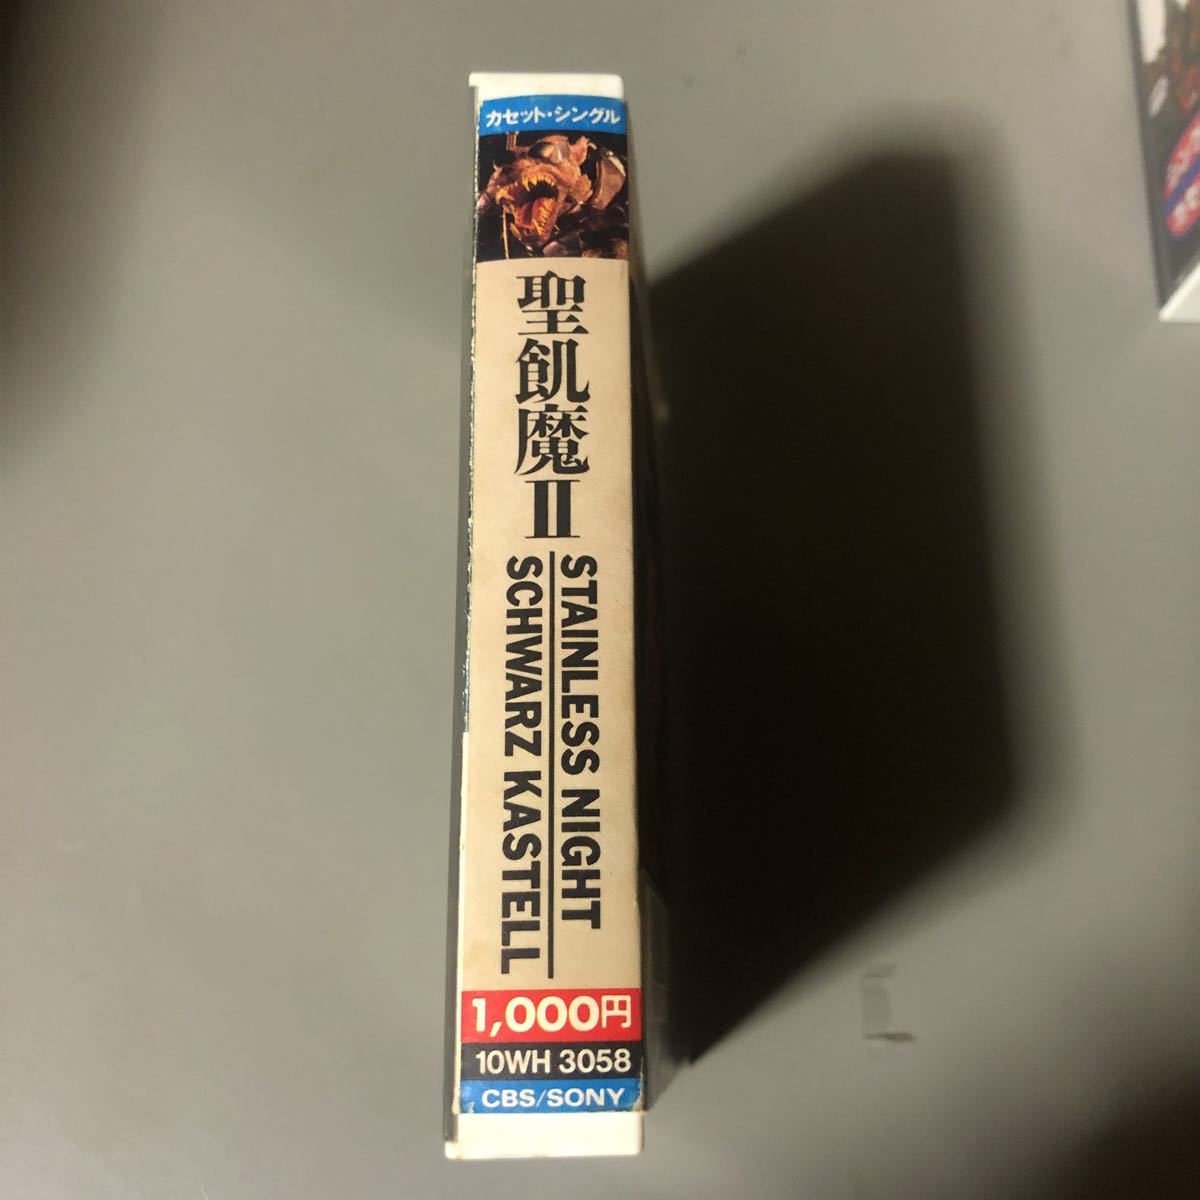 カセット・シングル
聖飢魔II
STAINLESS NIGHT
SCHWARZ KASTELL
1,000円
10WH 3058
CBS/SONY